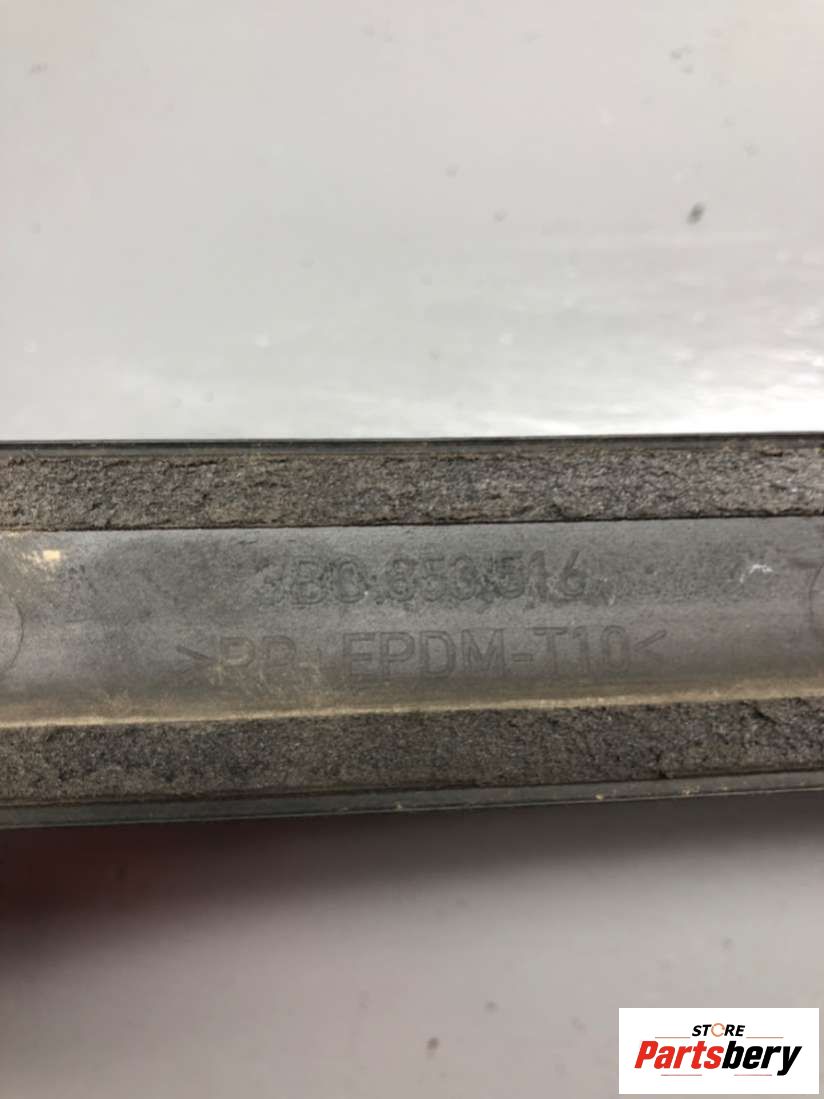 3B0.853.516
>PP+EPDM-T10<
STORE
Partsbery